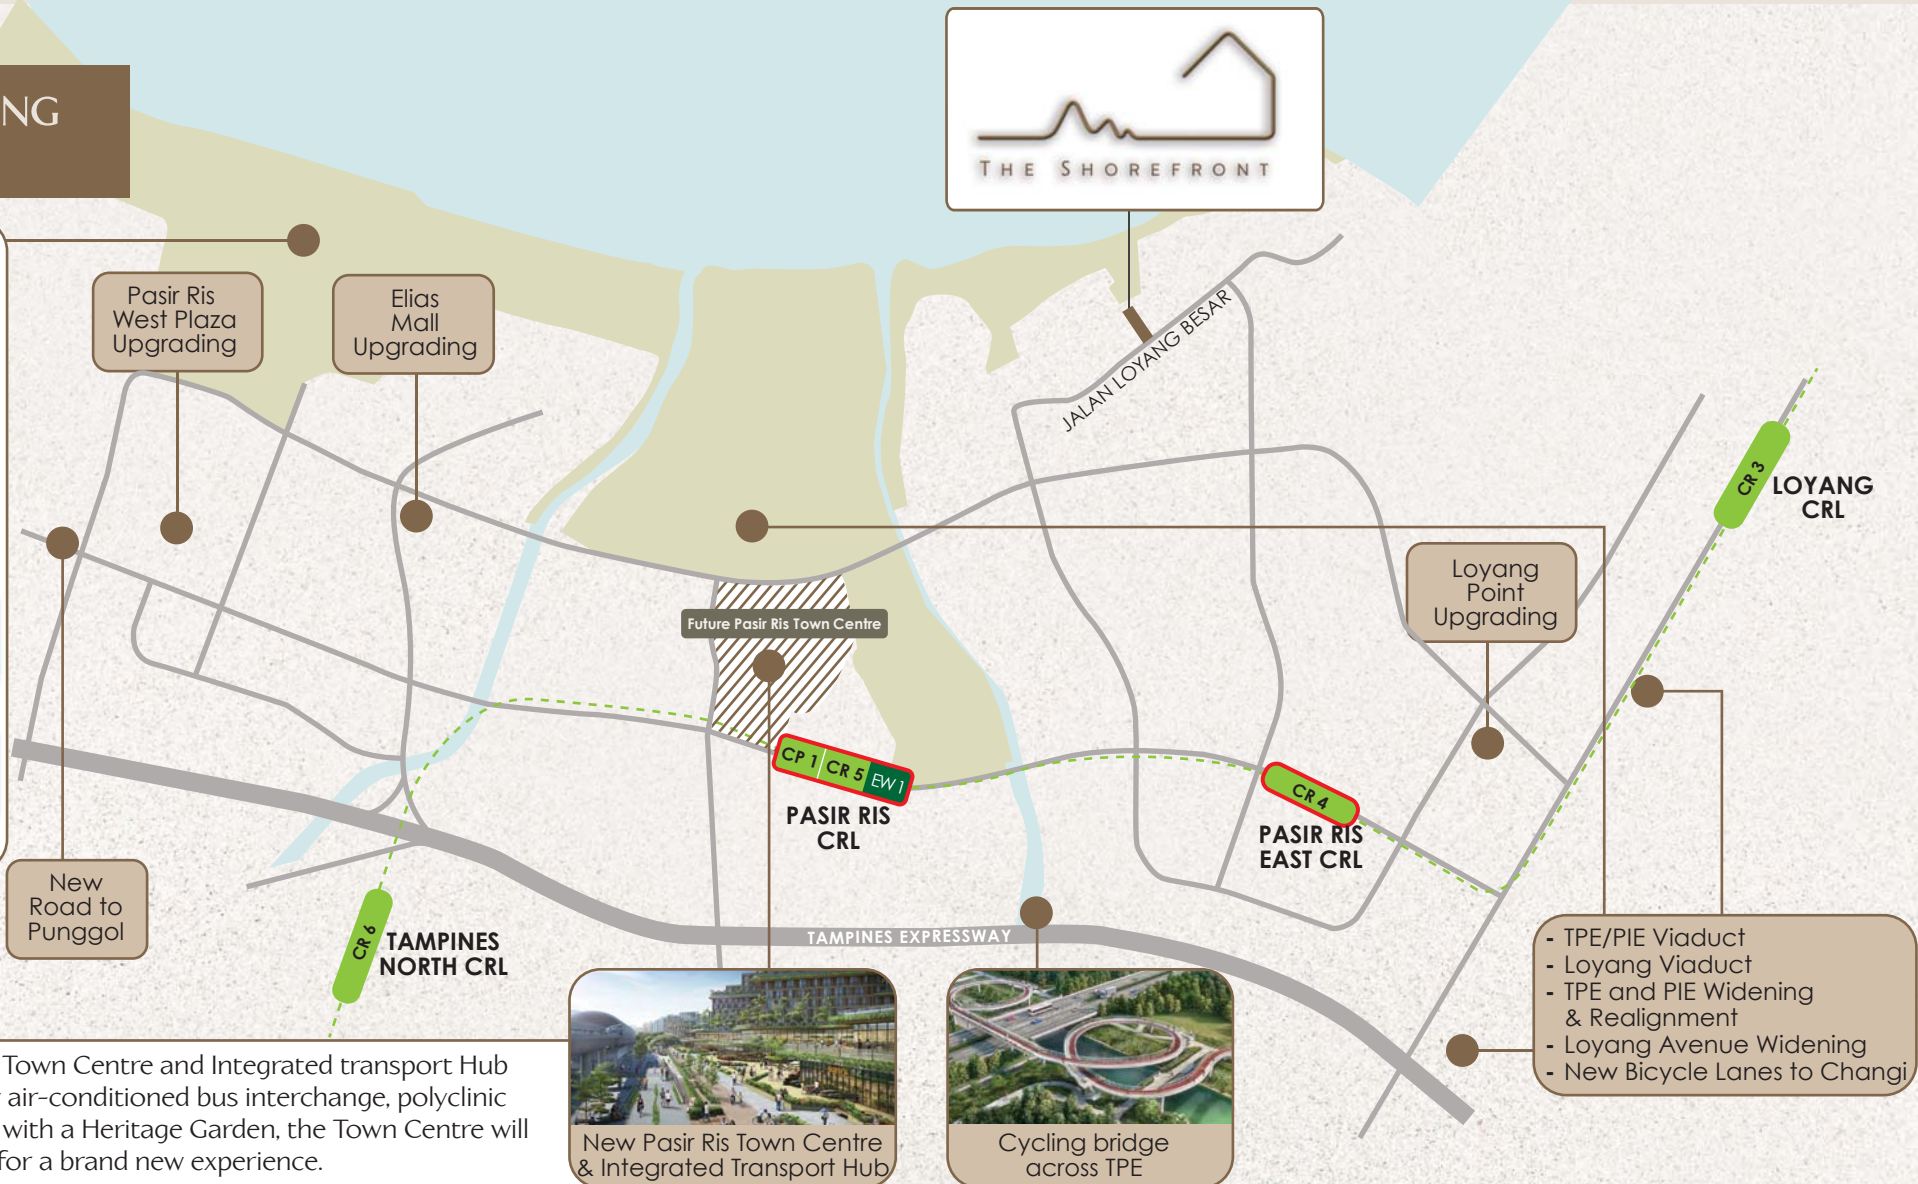 NG
THE SHOREFRONT
Pasir Ris
West Plaza
Upgrading
Elias
Mall
Upgrading
JALAN LOYANG BESAR
CR 3
LOYANG
CRL
Loyang
Point
Upgrading
Future Pasir Ris Town Centre
CP 1 CR 5 EW1
PASIR RIS
CRL
CR 4
PASIR RIS
EAST CRL
New
Road to
Punggol
CR 6
TAMPINES
NORTH CRL
TAMPINES EXPRESSWAY
- TPE/PIE Viaduct
- Loyang Viaduct
- TPE and PIE Widening
& Realignment
- Loyang Avenue Widening
- New Bicycle Lanes to Changi
Town Centre and Integrated transport Hub
air-conditioned bus interchange, polyclinic
with a Heritage Garden, the Town Centre will
for a brand new experience.
New Pasir Ris Town Centre
& Integrated Transport Hub
Cycling bridge
across TPE